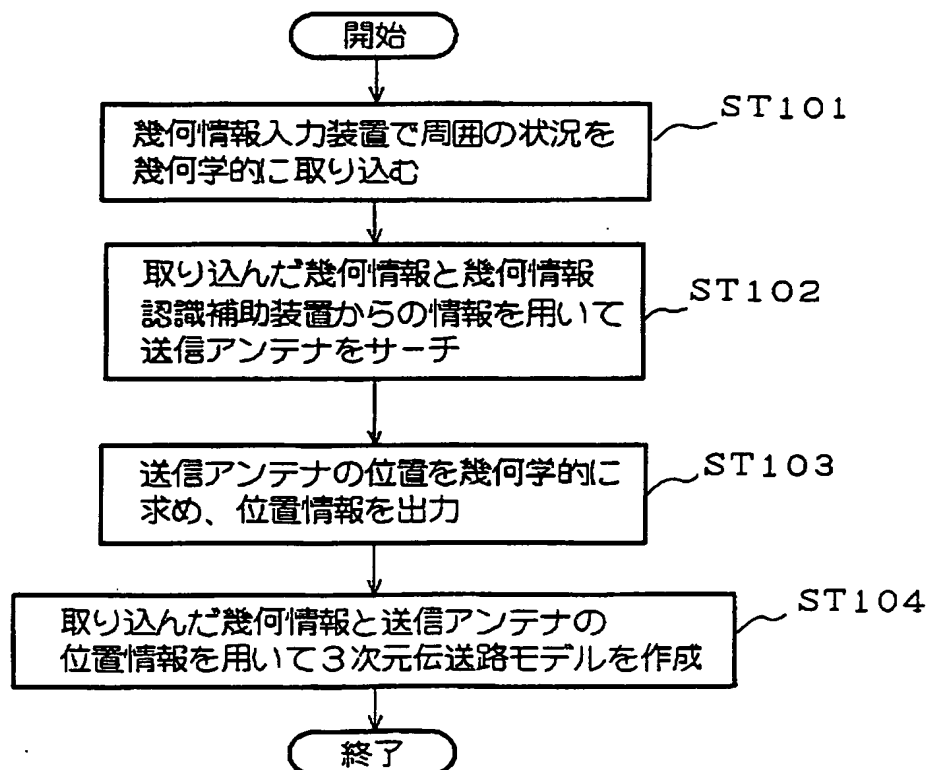 開始
ST101
幾何情報入力装置で周囲の状況を
幾何学的に取り込む
ST102
取り込んだ幾何情報と幾何情報
認識補助装置からの情報を用いて
送信アンテナをサーチ
ST103
送信アンテナの位置を幾何学的に
求め、位置情報を出力
ST104
取り込んだ幾何情報と送信アンテナの
位置情報を用いて3次元伝送路モデルを作成
終了